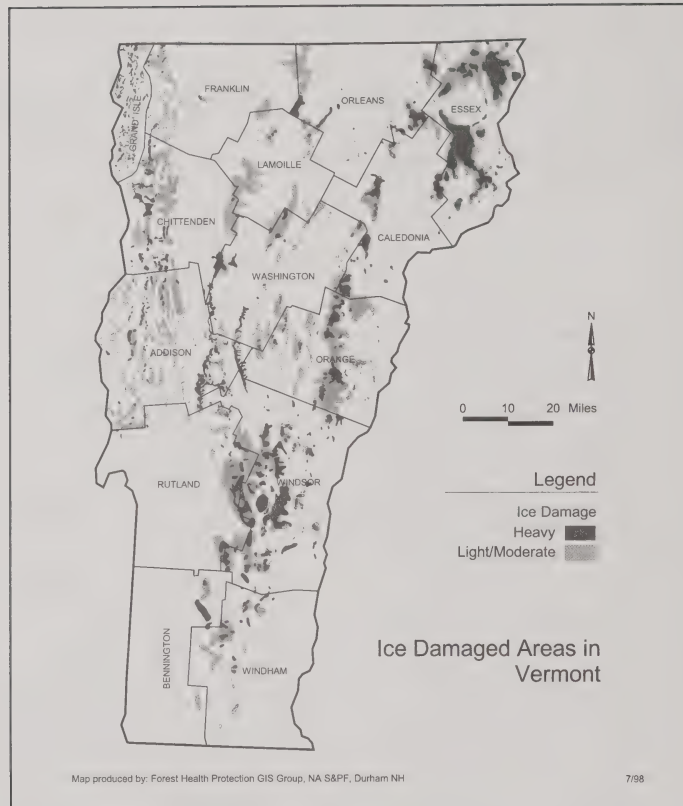 FRANKLIN
ORLEANS
ESSEX
GRAND ISLE
LAMOILLE
CHITTENDEN
CALEDONIA
WASHINGTON
ADDISON
ORANGE
N
0 10 20 Miles
RUTLAND
WINDSOR
Legend
Ice Damage
Heavy
Light/Moderate
BENNINGTON
WINDHAM
Ice Damaged Areas in
Vermont
Map produced by: Forest Health Protection GIS Group, NA S&PF, Durham NH
7/98